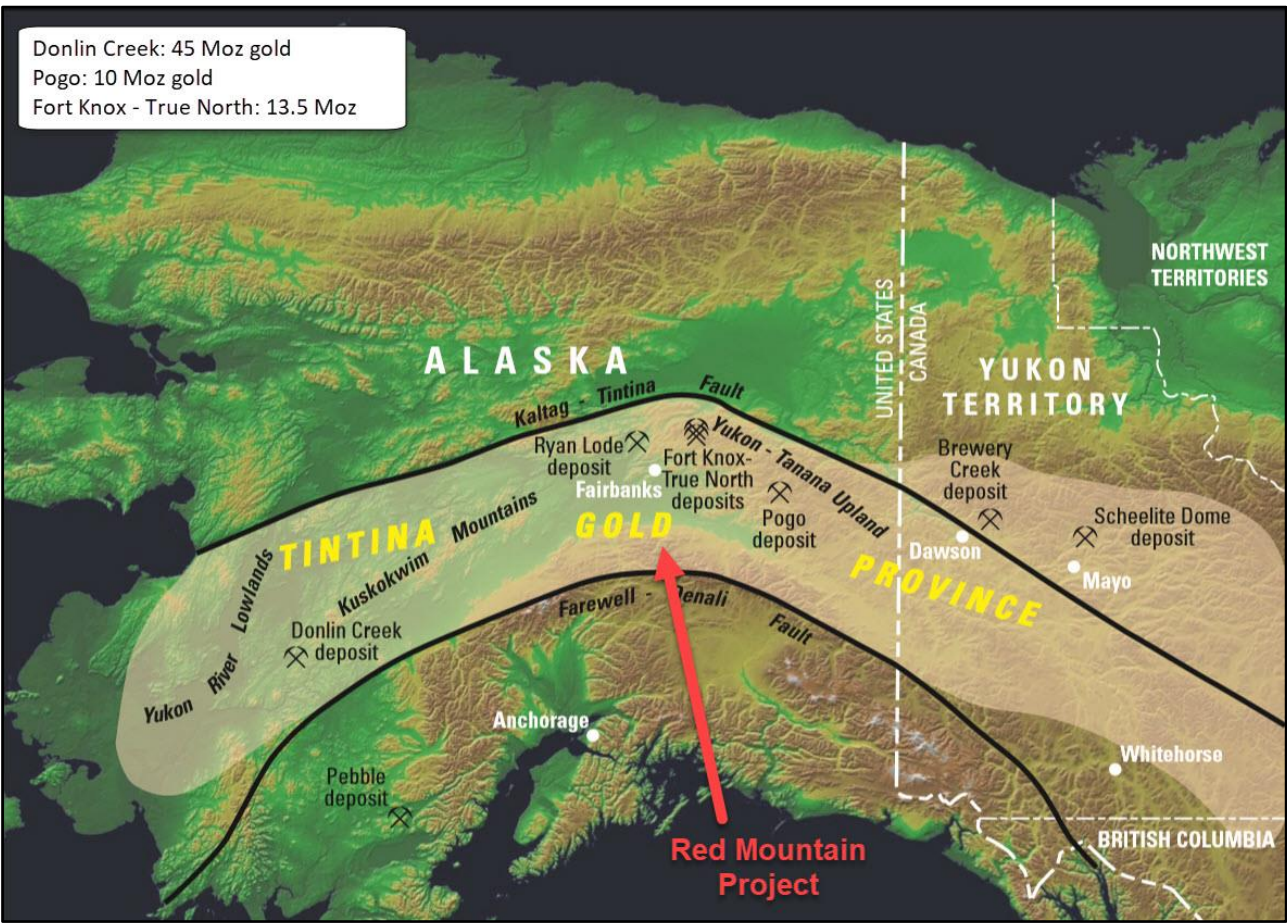 Donlin Creek: 45 Moz gold
Pogo: 10 Moz gold
Fort Knox - True North: 13.5 Moz
NORTHWEST
TERRITORIES
UNITED STATES
CANADA
ALASKA
YUKON
TERRITORY
Kaltag - Tintina Fault
Ryan Lode
deposit
Fort Knox-
True North
deposits
Fairbanks
Yukon - Tanana Upland
Pogo
deposit
Brewery
Creek
deposit
Dawson
Scheelite Dome
deposit
Mayo
TINTINA GOLD PROVINCE
Kuskokwim Mountains
Yukon River Lowlands
Donlin Creek
deposit
Farewell - Denali Fault
Anchorage
Whitehorse
Pebble
deposit
BRITISH COLUMBIA
Red Mountain
Project